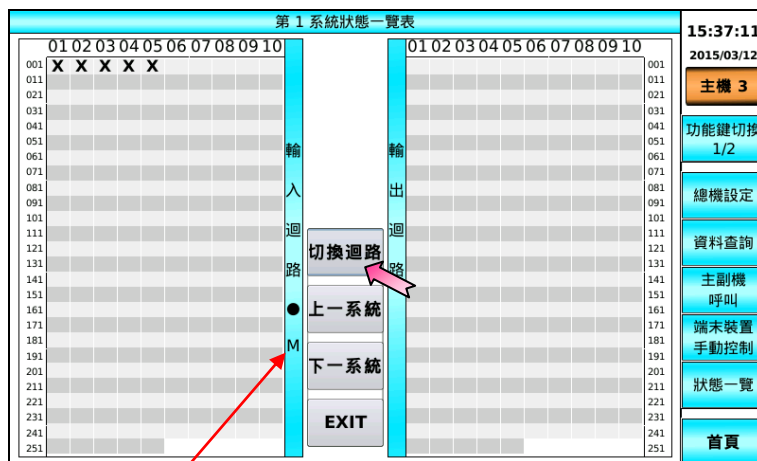 第 1 系統狀態一覽表
01 02 03 04 05 06 07 08 09 10
001 X X X X X
011
021
031
041
051
061
071
081
091
101
111
121
131
141
151
161
171
181
191
201
211
221
231
241
251
輸入迴路●M
切換迴路
上一系統
下一系統
EXIT
輸出迴路
01 02 03 04 05 06 07 08 09 10
001
011
021
031
041
051
061
071
081
091
101
111
121
131
141
151
161
171
181
191
201
211
221
231
241
251
15:37:11
2015/03/12
主機 3
功能鍵切換
1/2
總機設定
資料查詢
主副機
呼叫
端末裝置
手動控制
狀態一覽
首頁